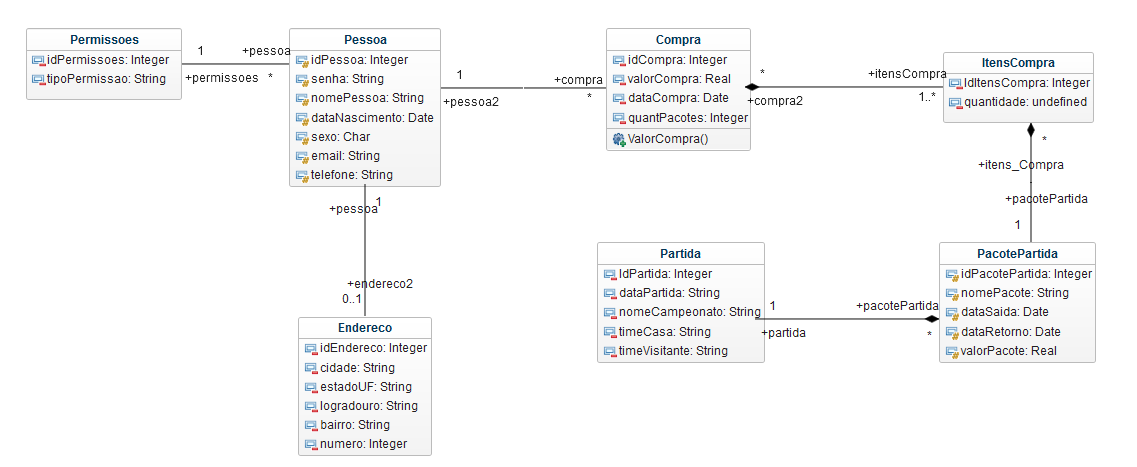 Permissoes
idPermissoes: Integer
tipoPermissao: String
1
+pessoa
+permissoes
*
Pessoa
idPessoa: Integer
senha: String
nomePessoa: String
dataNascimento: Date
sexo: Char
email: String
telefone: String
1
+compra
+pessoa2
*
Compra
idCompra: Integer
valorCompra: Real
dataCompra: Date
quantPacotes: Integer
ValorCompra()
*
+itensCompra
+compra2
1..*
ItensCompra
IdItensCompra: Integer
quantidade: undefined
*
+itens_Compra
+pacotePartida
1
1
+pessoa
+endereco2
0..1
Endereco
idEndereco: Integer
cidade: String
estadoUF: String
logradouro: String
bairro: String
numero: Integer
Partida
IdPartida: Integer
dataPartida: String
nomeCampeonato: String
timeCasa: String
timeVisitante: String
1
+pacotePartida
+partida
*
PacotePartida
idPacotePartida: Integer
nomePacote: String
dataSaida: Date
dataRetorno: Date
valorPacote: Real